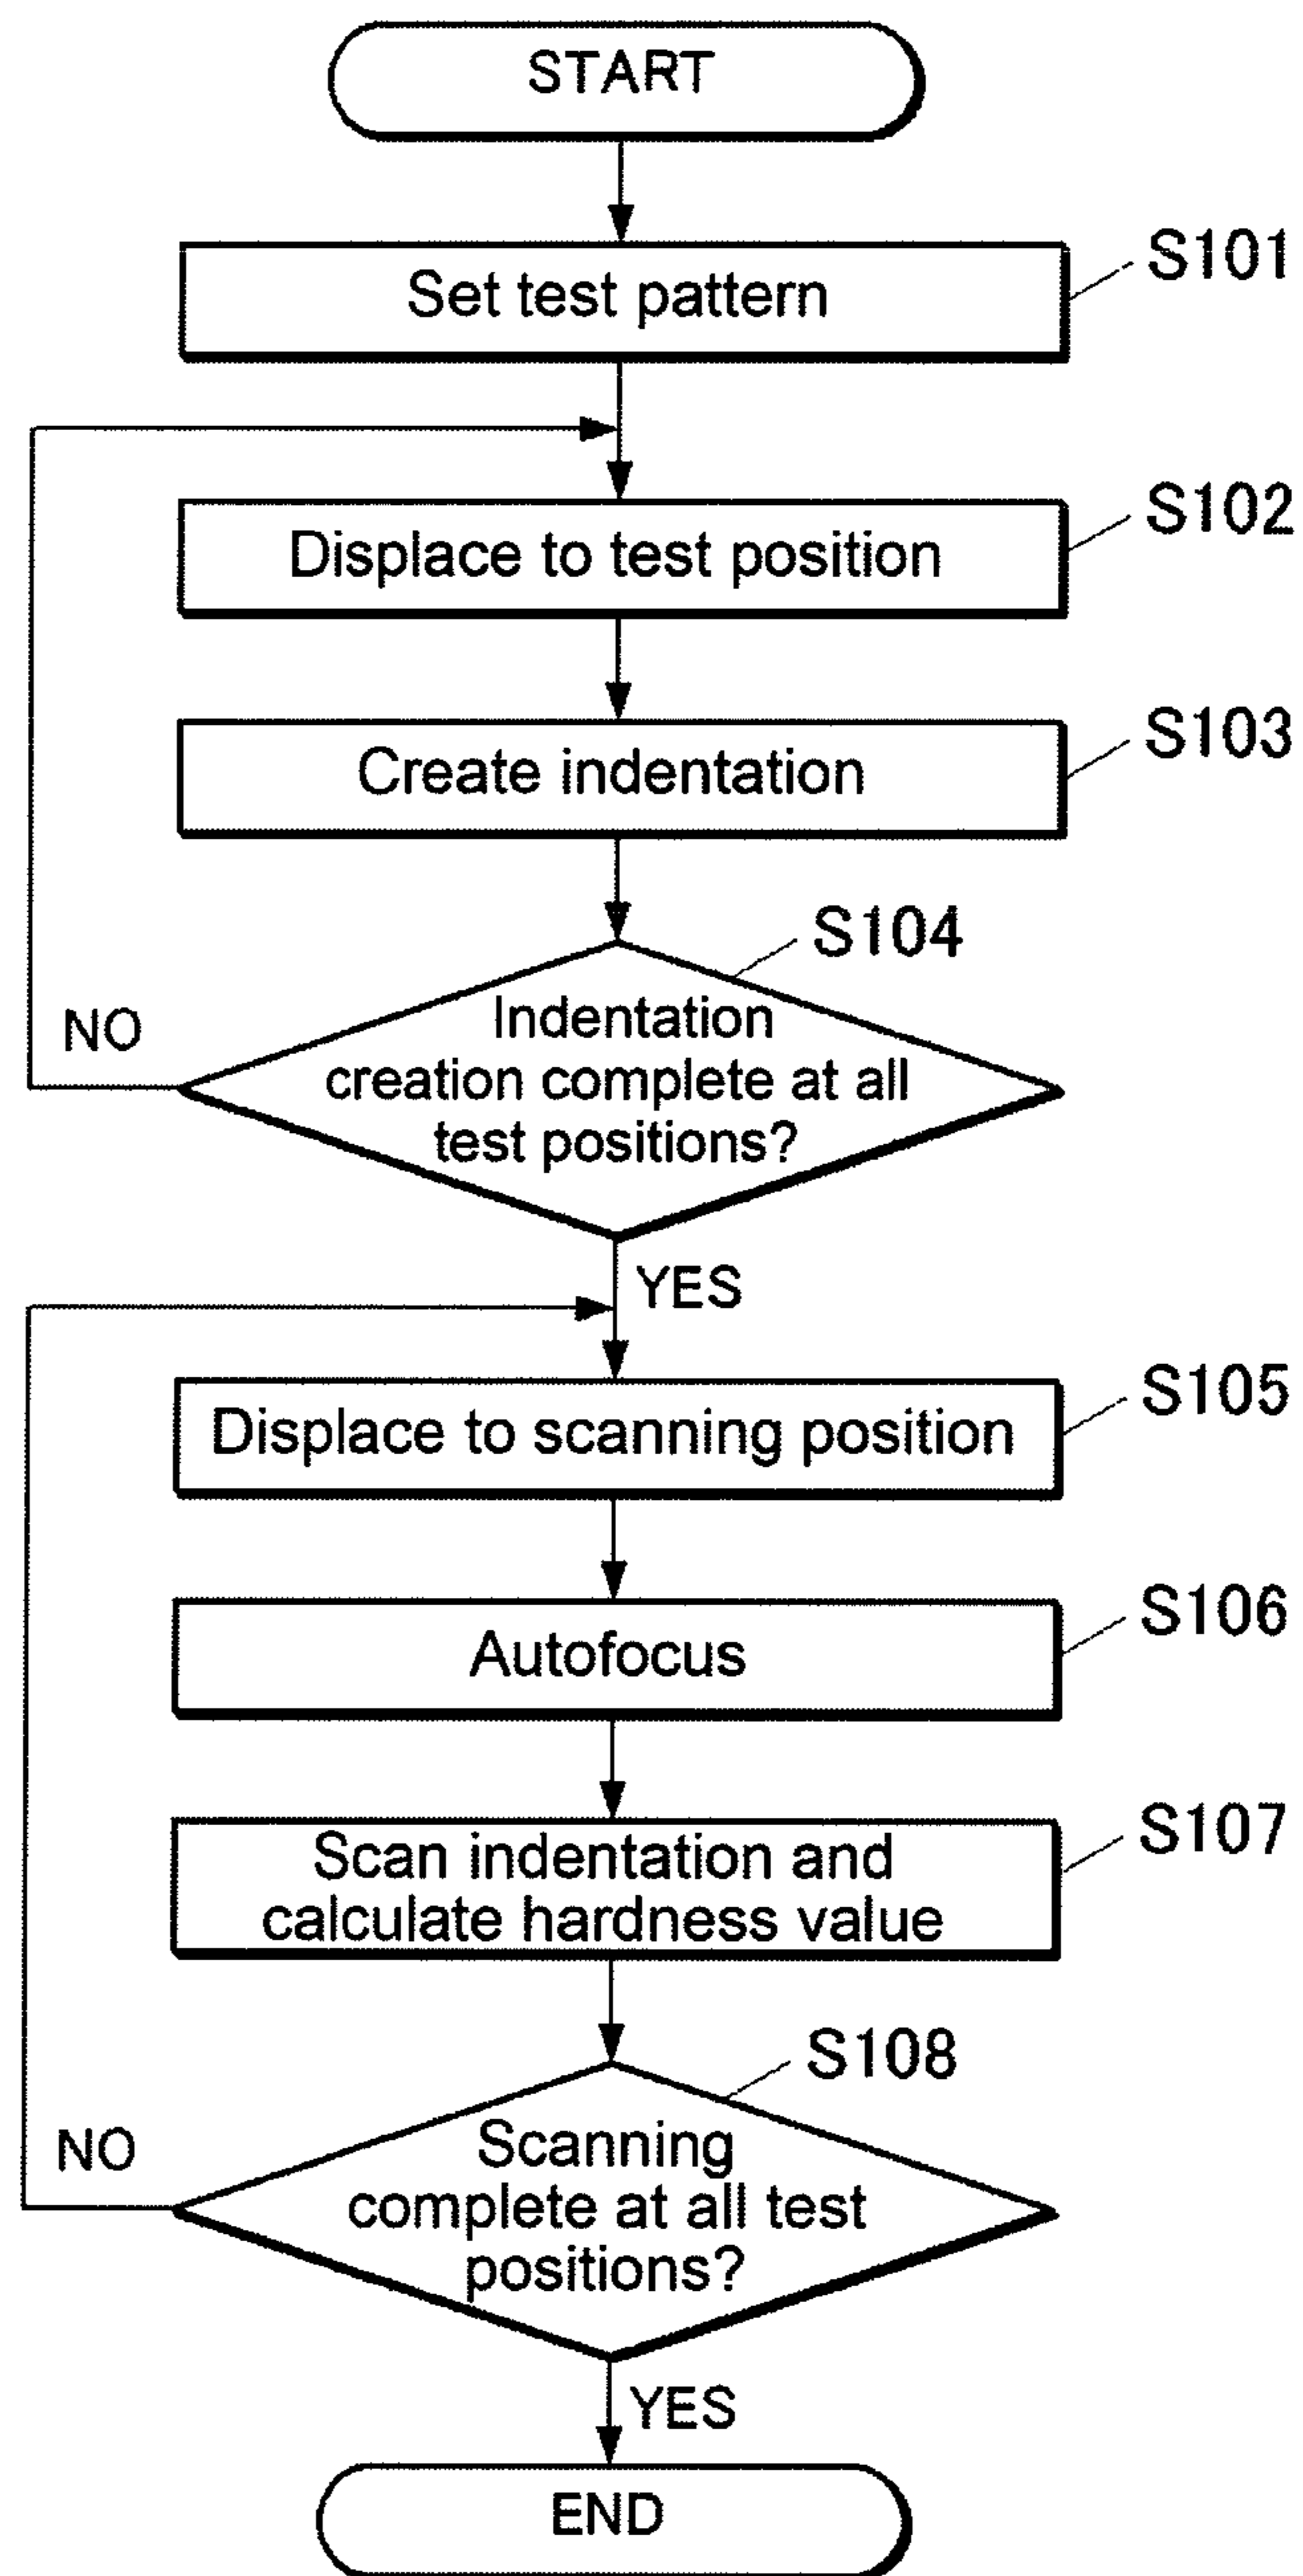 START
Set test pattern
S101
Displace to test position
S102
Create indentation
S103
S104
Indentation
creation complete at all
test positions?
NO
YES
Displace to scanning position
S105
Autofocus
S106
Scan indentation and
calculate hardness value
S107
S108
Scanning
complete at all test
positions?
NO
YES
END